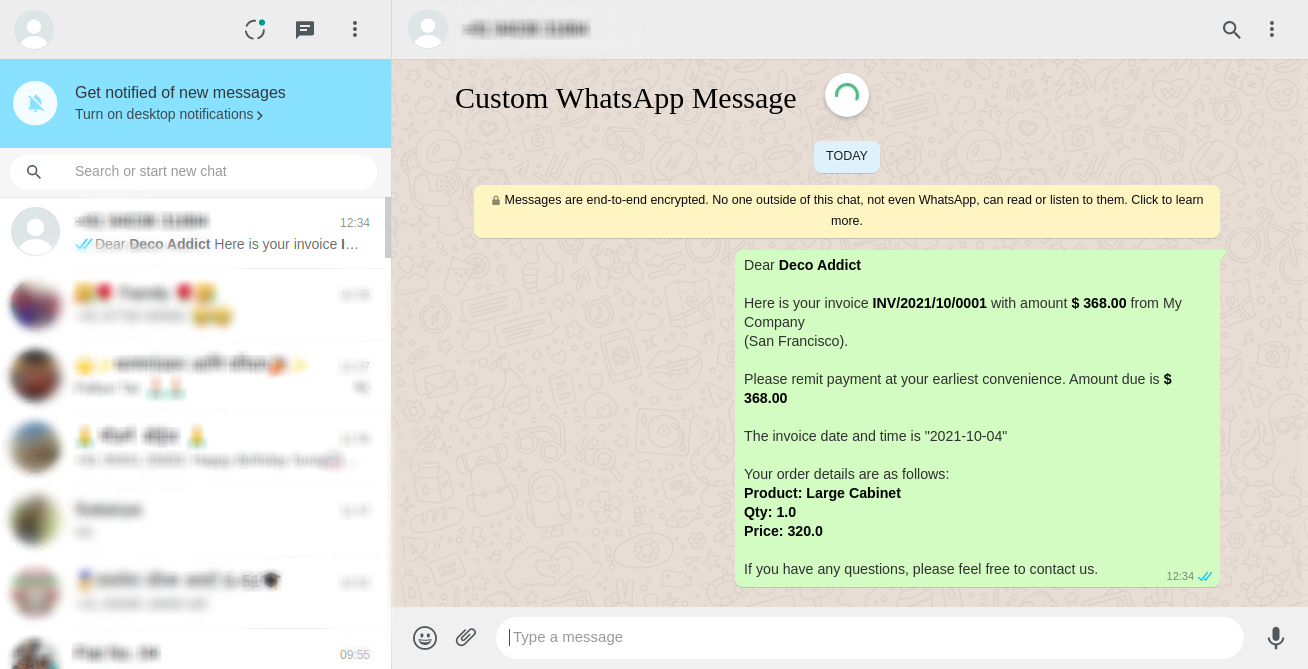 Get notified of new messages
Turn on desktop notifications
Search or start new chat
12:34
Dear Deco Addict Here is your invoice I…
Family
09:55
Custom WhatsApp Message
TODAY
Messages are end-to-end encrypted. No one outside of this chat, not even WhatsApp, can read or listen to them. Click to learn
more.
Dear Deco Addict
Here is your invoice INV/2021/10/0001 with amount $ 368.00 from My
Company
(San Francisco).
Please remit payment at your earliest convenience. Amount due is $
368.00
The invoice date and time is "2021-10-04"
Your order details are as follows:
Product: Large Cabinet
Qty: 1.0
Price: 320.0
If you have any questions, please feel free to contact us.
12:34
Type a message